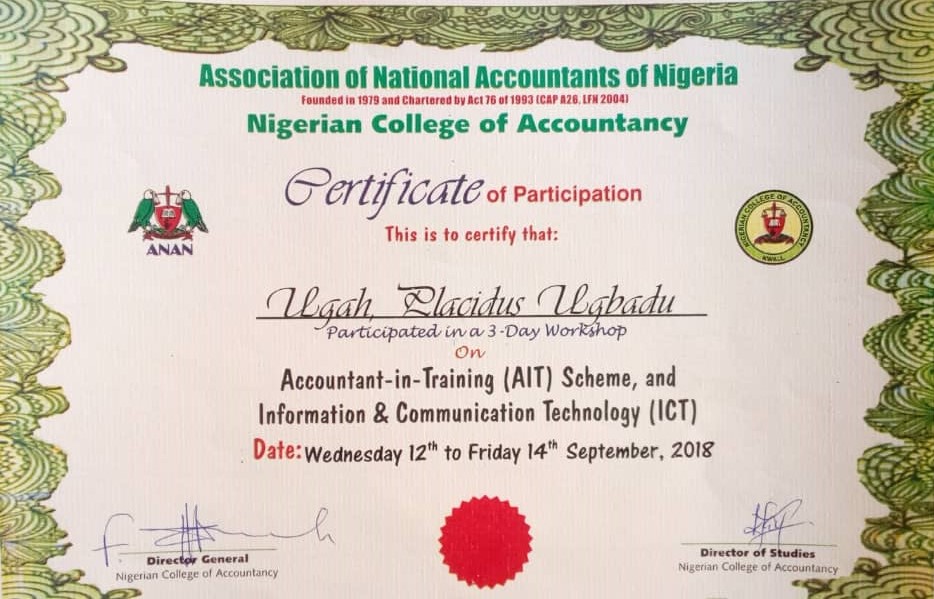 Association of National Accountants of Nigeria
Founded in 1979 and Chartered by Act 76 of 1993 (CAP A26, LFN 2004)
Nigerian College of Accountancy
Certificate of Participation
This is to certify that:
ANAN
NIGERIAN COLLEGE OF ACCOUNTANCY
KWALL
Ugah, Placidus Ugbadu
Participated in a 3-Day Workshop
On
Accountant-in-Training (AIT) Scheme, and
Information & Communication Technology (ICT)
Date: Wednesday 12th to Friday 14th September, 2018
Director General
Nigerian College of Accountancy
Director of Studies
Nigerian College of Accountancy